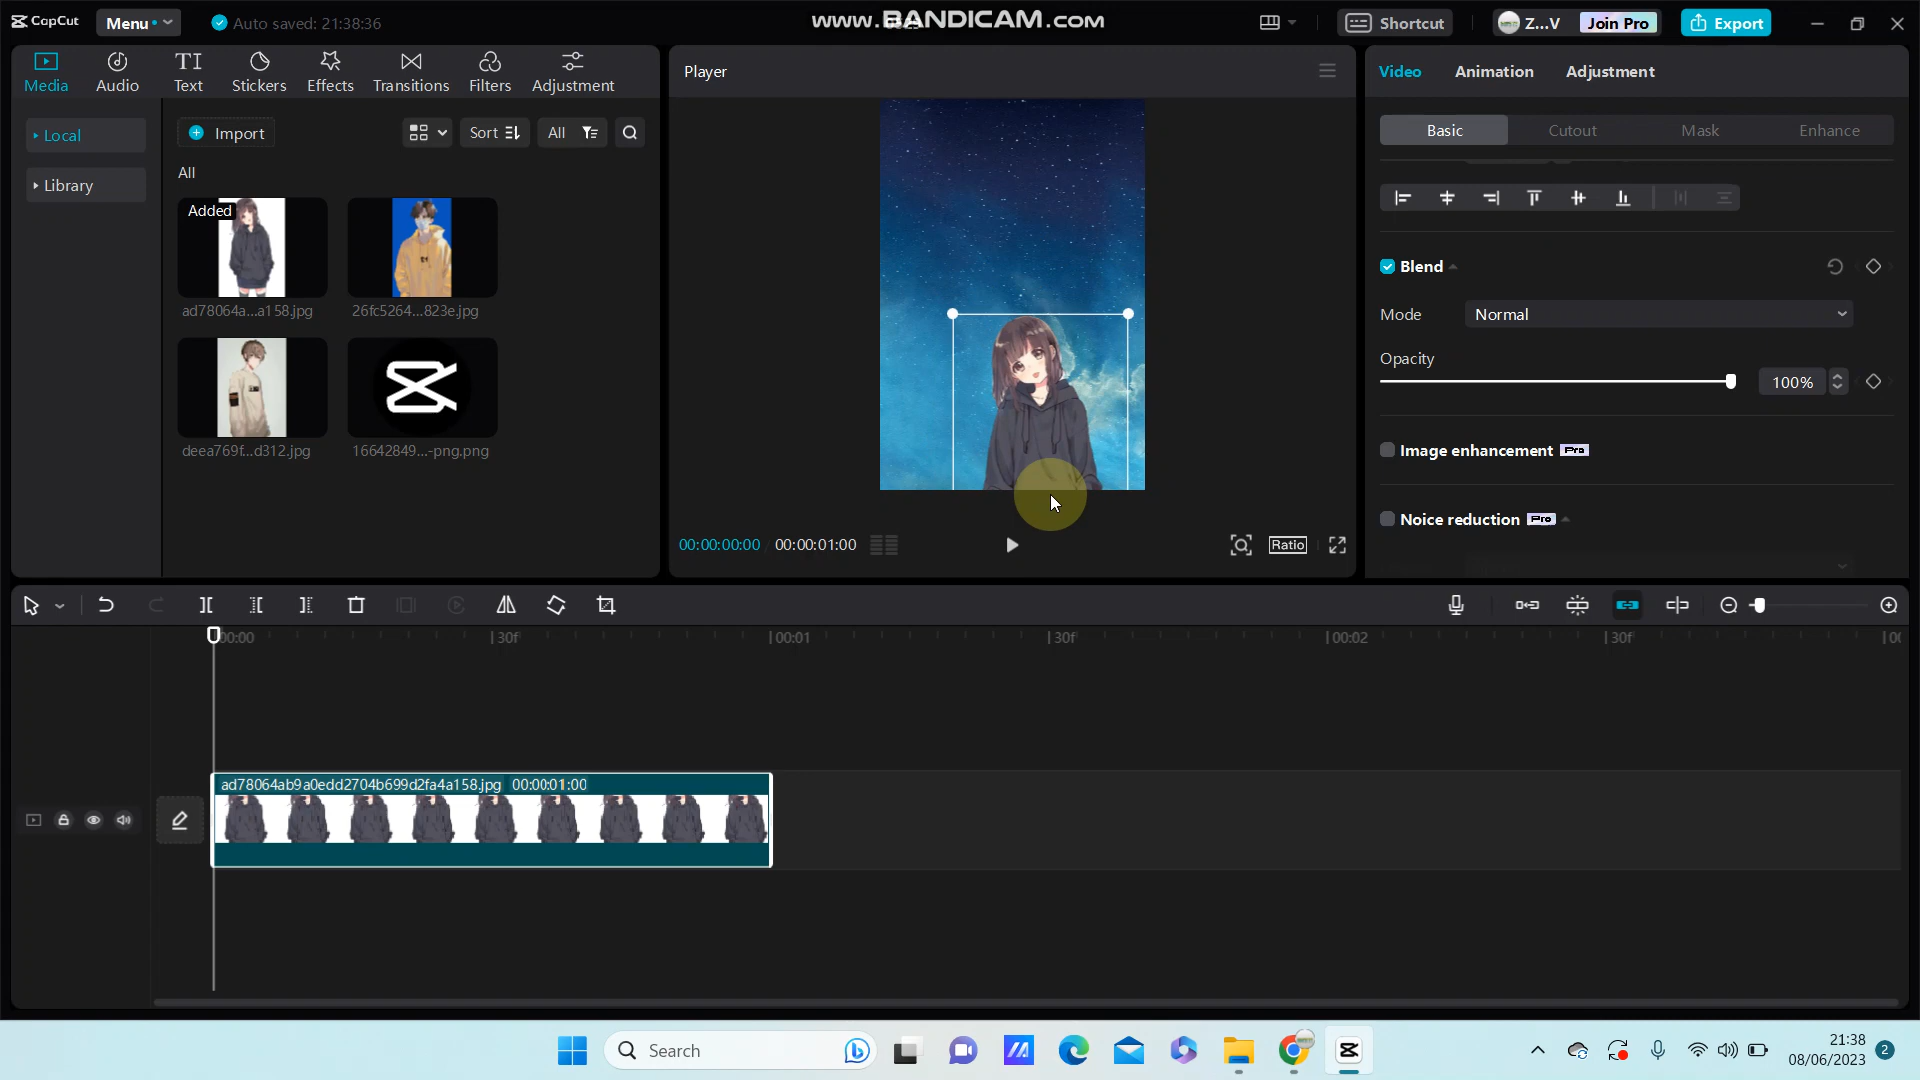 CapCut
Menu
Auto saved: 21:38:36
www.BANDICAM.com
Shortcut
Z...V
Join Pro
Export
Media
Audio
Text
Stickers
Effects
Transitions
Filters
Adjustment
Local
Library
Import
Sort
All
All
Added
ad78064a...a158.jpg
26fc5264...823e.jpg
deea769f...d312.jpg
16642849...-png.png
Player
00:00:00:00
00:00:01:00
Ratio
Video
Animation
Adjustment
Basic
Cutout
Mask
Enhance
Blend
Mode
Normal
Opacity
100%
Image enhancement
Pro
Noice reduction
Pro
00:00
30f
00:01
30f
00:02
30f
ad78064ab9a0edd2704b699d2fa4a158.jpg 00:00:01:00
Search
21:38
08/06/2023
2